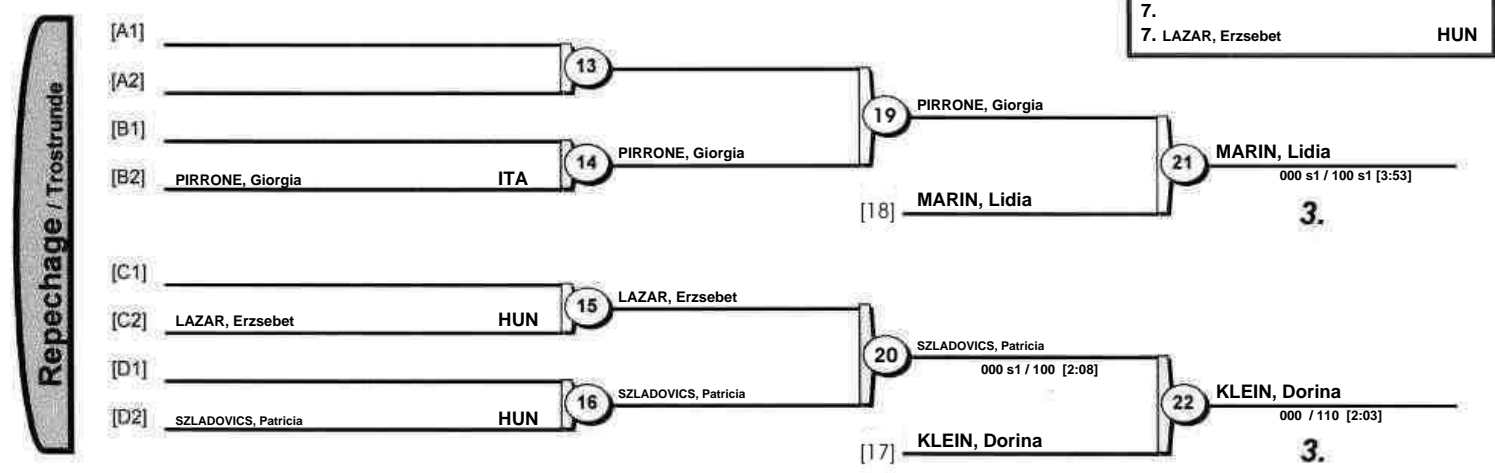 7.
7. LAZAR, Erzsebet HUN
Repechage / Trostrunde
[A1]
13
[A2]
[B1]
19 PIRRONE, Giorgia
14 PIRRONE, Giorgia
[B2] PIRRONE, Giorgia ITA
21 MARIN, Lidia
000 s1 / 100 s1 [3:53]
[18] MARIN, Lidia
3.
[C1]
15 LAZAR, Erzsebet
[C2] LAZAR, Erzsebet HUN
20 SZLADOVICS, Patricia
000 s1 / 100 [2:08]
[D1]
16 SZLADOVICS, Patricia
[D2] SZLADOVICS, Patricia HUN
22 KLEIN, Dorina
000 / 110 [2:03]
[17] KLEIN, Dorina
3.